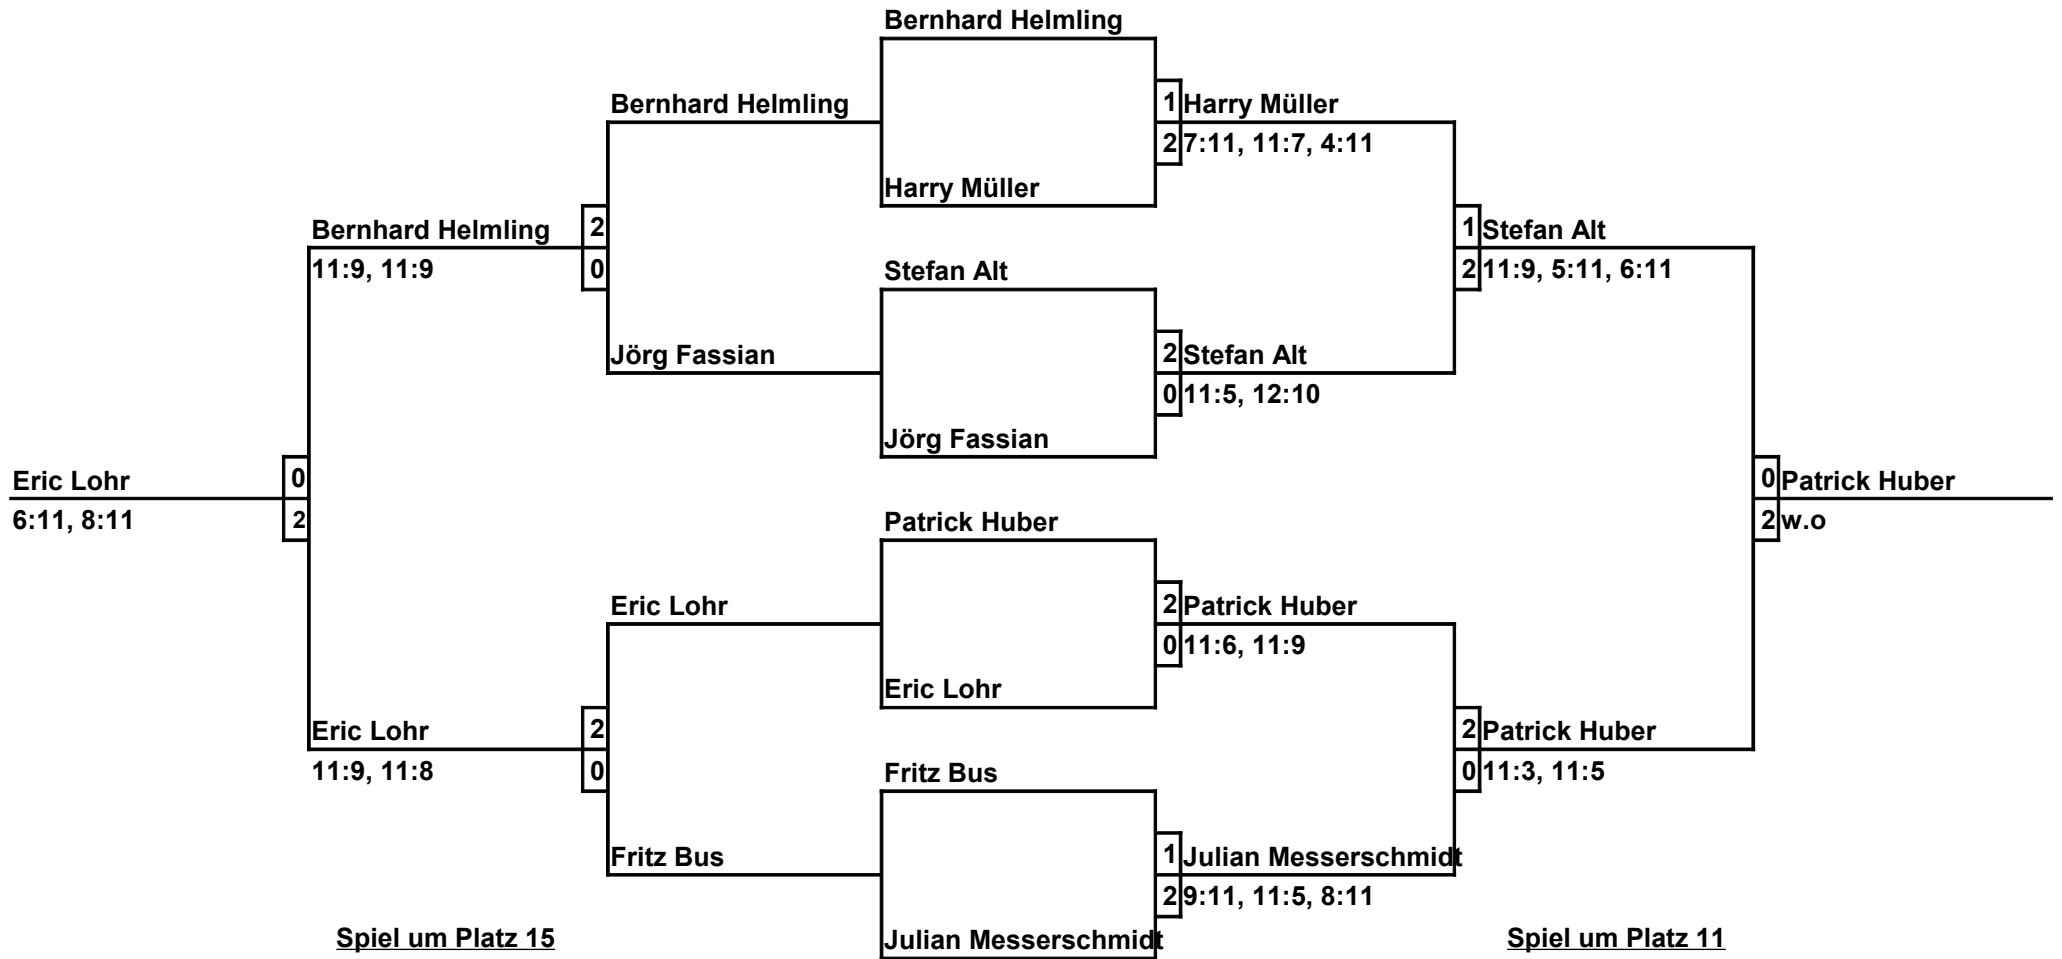 Bernhard Helmling
Bernhard Helmling
1 Harry Müller
2 7:11, 11:7, 4:11
Harry Müller
Bernhard Helmling 2
11:9, 11:9 0
1 Stefan Alt
2 11:9, 5:11, 6:11
Stefan Alt
Jörg Fassian
2 Stefan Alt
0 11:5, 12:10
Jörg Fassian
Eric Lohr 0
6:11, 8:11 2
0 Patrick Huber
2 w.o
Patrick Huber
Eric Lohr
2 Patrick Huber
0 11:6, 11:9
Eric Lohr
Eric Lohr 2
11:9, 11:8 0
2 Patrick Huber
0 11:3, 11:5
Fritz Bus
Fritz Bus
1 Julian Messerschmidt
2 9:11, 11:5, 8:11
Julian Messerschmidt
Spiel um Platz 15
Spiel um Platz 11